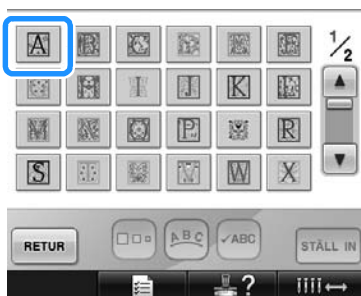 A B 1/2
H I J K
M N P R
S V W X
RETUR ABC ✓ABC STÄLL IN
?